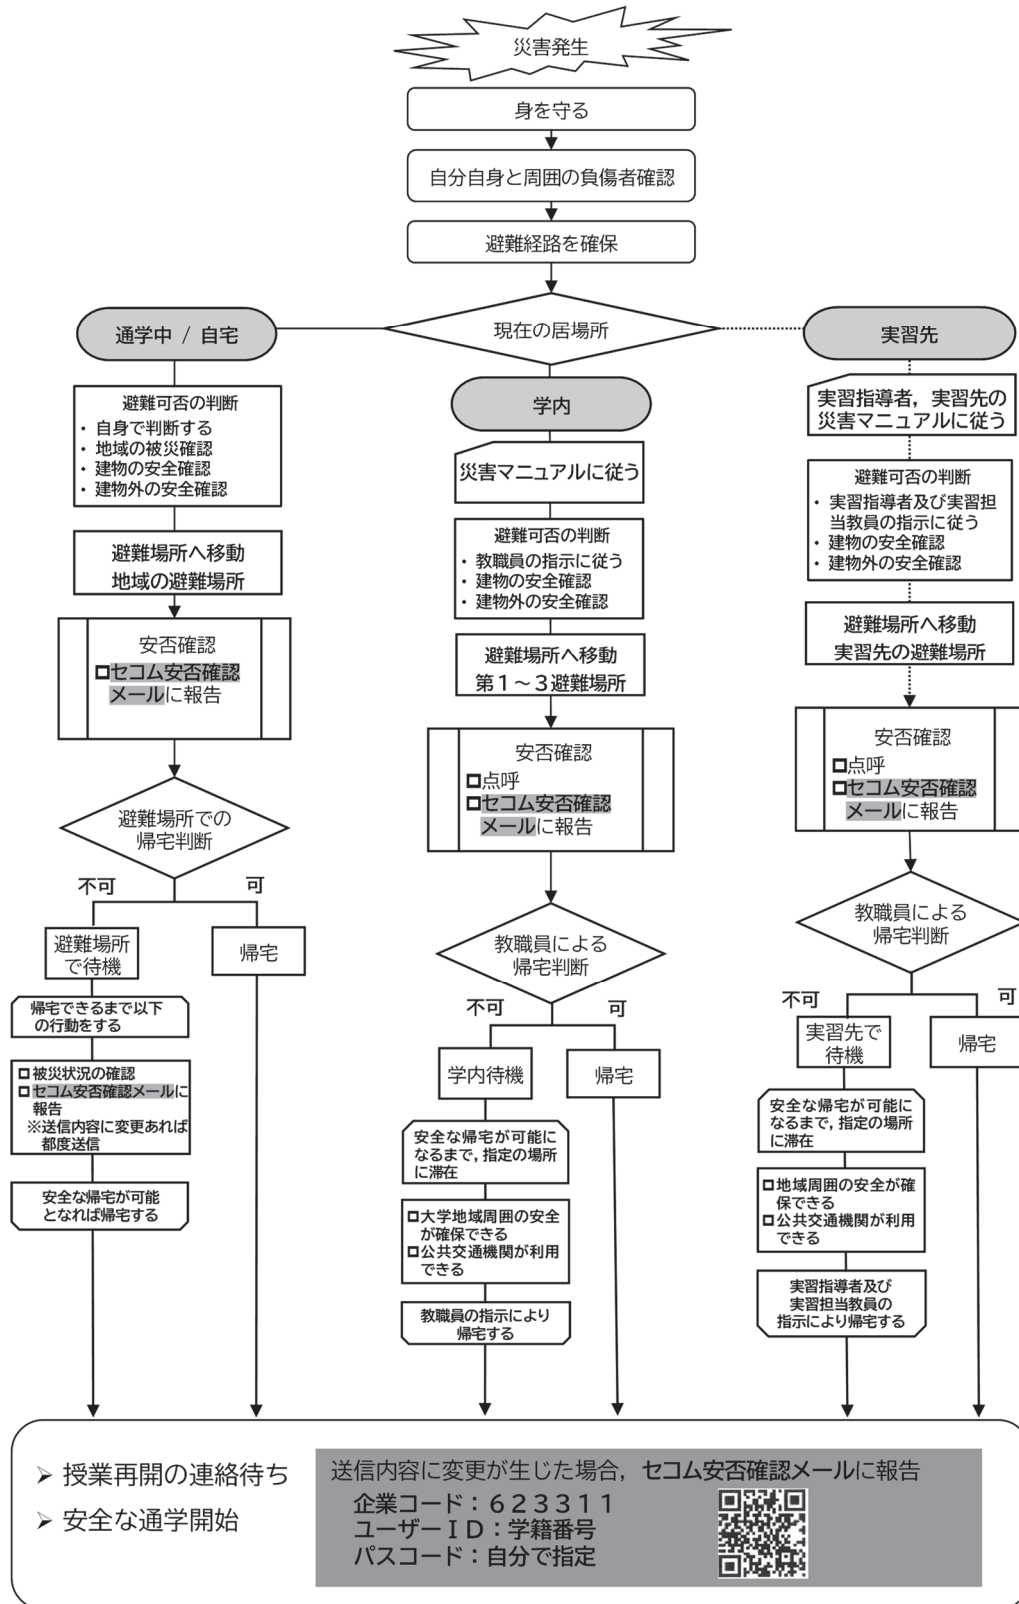 災害発生
身を守る
自分自身と周囲の負傷者確認
避難経路を確保
現在の居場所
通学中 / 自宅
避難可否の判断
・ 自身で判断する
・ 地域の被災確認
・ 建物の安全確認
・ 建物外の安全確認
避難場所へ移動
地域の避難場所
安否確認
セコム安否確認
メールに報告
避難場所での
帰宅判断
不可
可
避難場所
で待機
帰宅
帰宅できるまで以下
の行動をする
被災状況の確認
セコム安否確認メールに
報告
※送信内容に変更あれば
都度送信
安全な帰宅が可能
となれば帰宅する
学内
災害マニュアルに従う
避難可否の判断
・ 教職員の指示に従う
・ 建物の安全確認
・ 建物外の安全確認
避難場所へ移動
第1～3避難場所
安否確認
点呼
セコム安否確認
メールに報告
教職員による
帰宅判断
不可
可
学内待機
帰宅
安全な帰宅が可能に
なるまで，指定の場所
に滞在
大学地域周囲の安全
が確保できる
公共交通機関が利用
できる
教職員の指示により
帰宅する
実習先
実習指導者，実習先の
災害マニュアルに従う
避難可否の判断
・ 実習指導者及び実習担
当教員の指示に従う
・ 建物の安全確認
・ 建物外の安全確認
避難場所へ移動
実習先の避難場所
安否確認
点呼
セコム安否確認
メールに報告
教職員による
帰宅判断
不可
可
実習先で
待機
帰宅
安全な帰宅が可能に
なるまで，指定の場所
に滞在
地域周囲の安全が確
保できる
公共交通機関が利用
できる
実習指導者及び
実習担当教員の
指示により帰宅する
➢ 授業再開の連絡待ち
➢ 安全な通学開始
送信内容に変更が生じた場合，セコム安否確認メールに報告
企業コード：６２３３１１
ユーザーＩＤ：学籍番号
パスコード：自分で指定